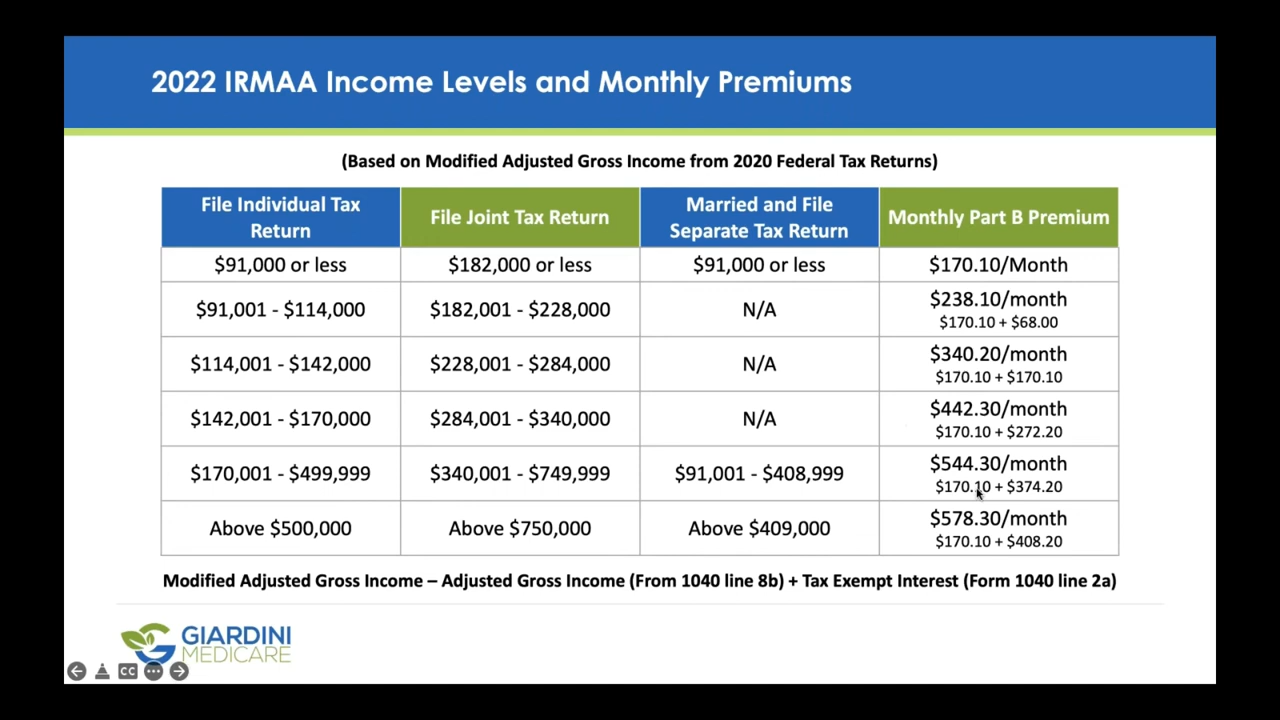 2022 IRMAA Income Levels and Monthly Premiums
(Based on Modified Adjusted Gross Income from 2020 Federal Tax Returns)
File Individual Tax Return
File Joint Tax Return
Married and File Separate Tax Return
Monthly Part B Premium
$91,000 or less
$182,000 or less
$91,000 or less
$170.10/Month
$91,001 - $114,000
$182,001 - $228,000
N/A
$238.10/month
$170.10 + $68.00
$114,001 - $142,000
$228,001 - $284,000
N/A
$340.20/month
$170.10 + $170.10
$142,001 - $170,000
$284,001 - $340,000
N/A
$442.30/month
$170.10 + $272.20
$170,001 - $499,999
$340,001 - $749,999
$91,001 - $408,999
$544.30/month
$170.10 + $374.20
Above $500,000
Above $750,000
Above $409,000
$578.30/month
$170.10 + $408.20
Modified Adjusted Gross Income – Adjusted Gross Income (From 1040 line 8b) + Tax Exempt Interest (Form 1040 line 2a)
GIARDINI
MEDICARE
CC